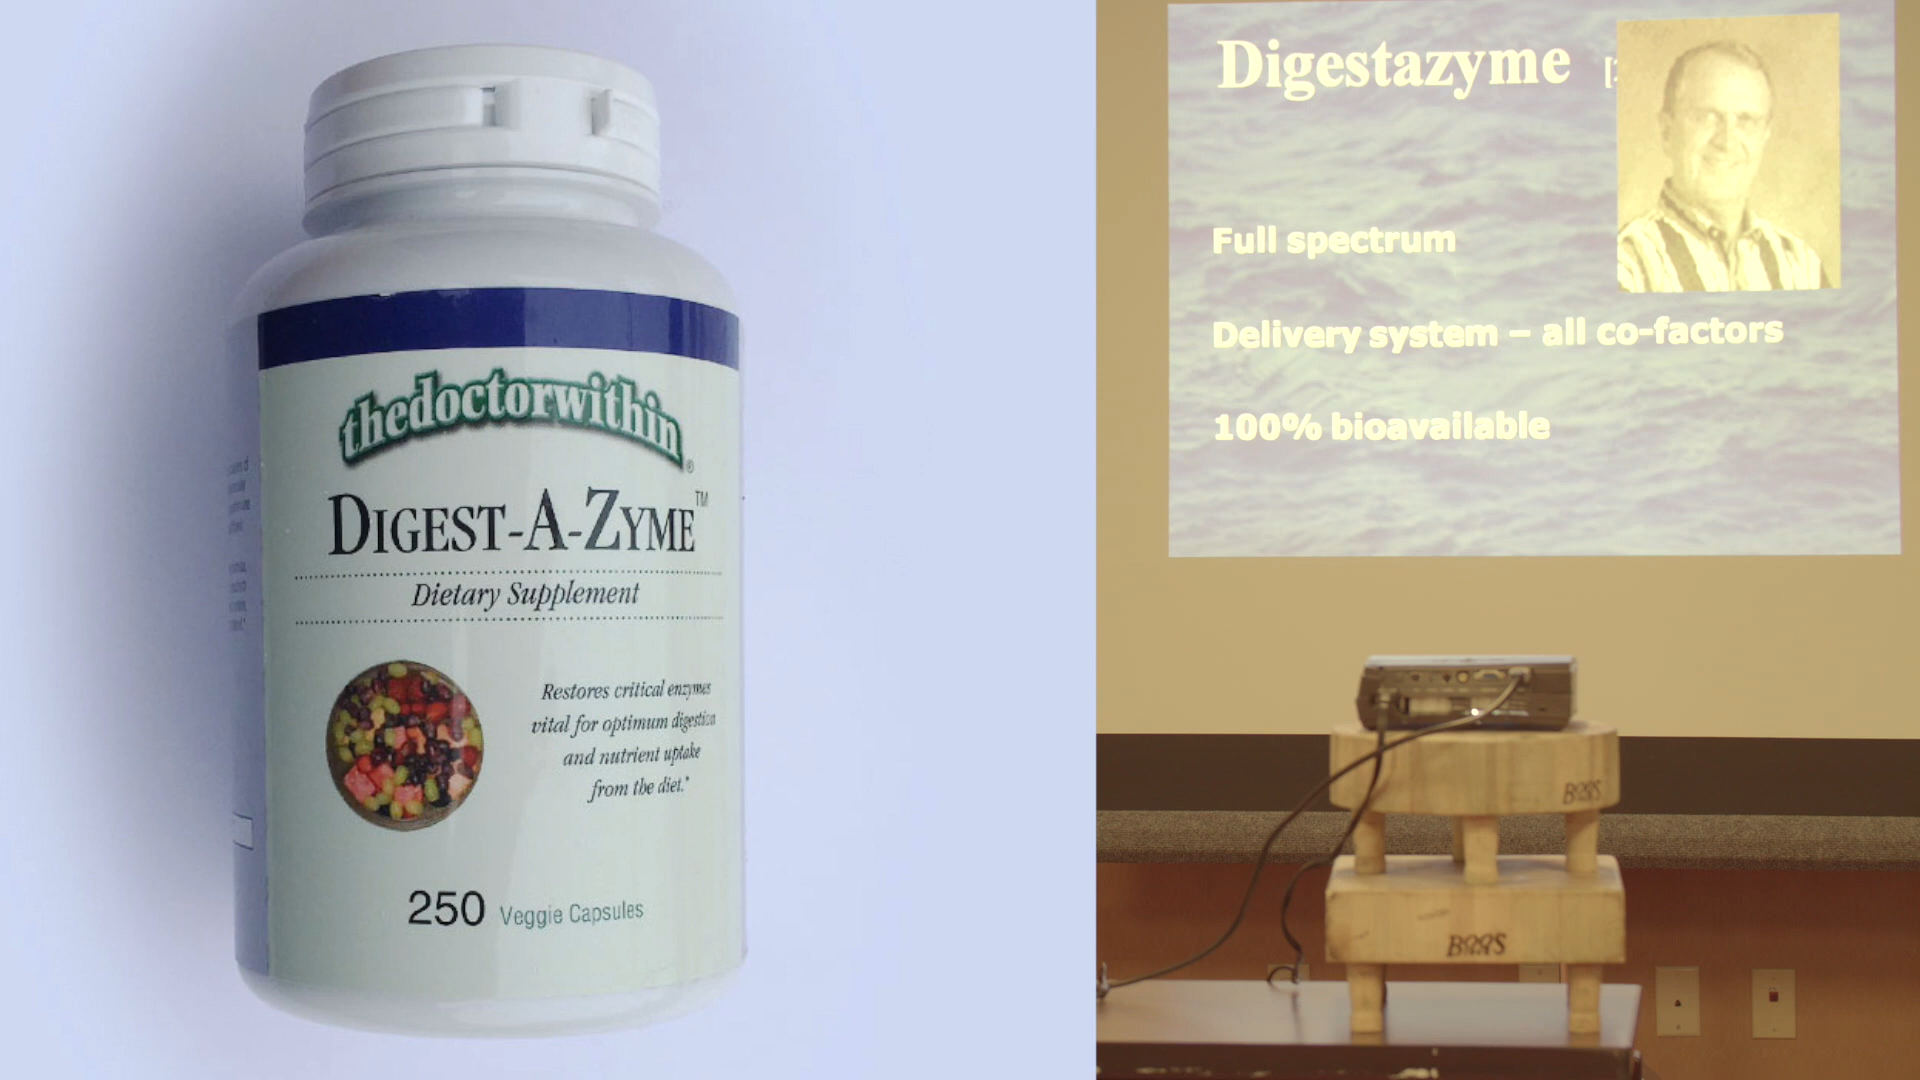 thedoctorwithin®
DIGEST-A-ZYME™
Dietary Supplement
Restores critical enzymes
vital for optimum digestion
and nutrient uptake
from the diet.*
250 Veggie Capsules
Digestazyme
Full spectrum
Delivery system – all co-factors
100% bioavailable
BOOS
BOOS